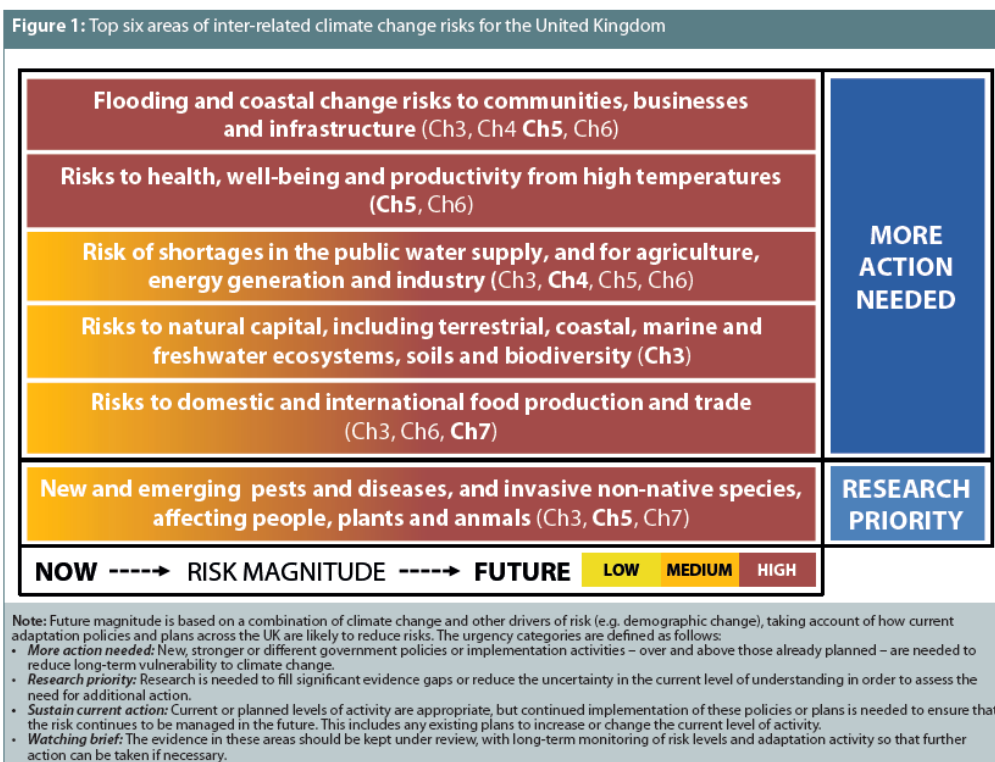 Figure 1: Top six areas of inter-related climate change risks for the United Kingdom
Flooding and coastal change risks to communities, businesses
and infrastructure (Ch3, Ch4 Ch5, Ch6)
Risks to health, well-being and productivity from high temperatures
(Ch5, Ch6)
Risk of shortages in the public water supply, and for agriculture,
energy generation and industry (Ch3, Ch4, Ch5, Ch6)
Risks to natural capital, including terrestrial, coastal, marine and
freshwater ecosystems, soils and biodiversity (Ch3)
Risks to domestic and international food production and trade
(Ch3, Ch6, Ch7)
MORE
ACTION
NEEDED
New and emerging pests and diseases, and invasive non-native species,
affecting people, plants and anmals (Ch3, Ch5, Ch7)
RESEARCH
PRIORITY
NOW RISK MAGNITUDE FUTURE LOW MEDIUM HIGH
Note: Future magnitude is based on a combination of climate change and other drivers of risk (e.g. demographic change), taking account of how current
adaptation policies and plans across the UK are likely to reduce risks. The urgency categories are defined as follows:
• More action needed: New, stronger or different government policies or implementation activities – over and above those already planned – are needed to
reduce long-term vulnerability to climate change.
• Research priority: Research is needed to fill significant evidence gaps or reduce the uncertainty in the current level of understanding in order to assess the
need for additional action.
• Sustain current action: Current or planned levels of activity are appropriate, but continued implementation of these policies or plans is needed to ensure that
the risk continues to be managed in the future. This includes any existing plans to increase or change the current level of activity.
• Watching brief: The evidence in these areas should be kept under review, with long-term monitoring of risk levels and adaptation activity so that further
action can be taken if necessary.